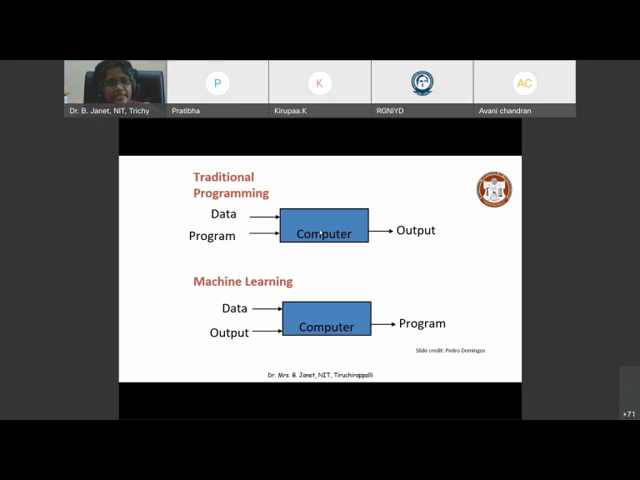 P
K
AC
Dr. B. Janet, NIT, Trichy
Pratibha
Kirupaa.K
RGNIYD
Avani chandran
Traditional
Programming
Data
Program
Computer
Output
Machine Learning
Data
Output
Computer
Program
Slide credit: Pedro Domingos
Dr. Mrs. B. Janet, NIT, Tiruchirappalli
+71